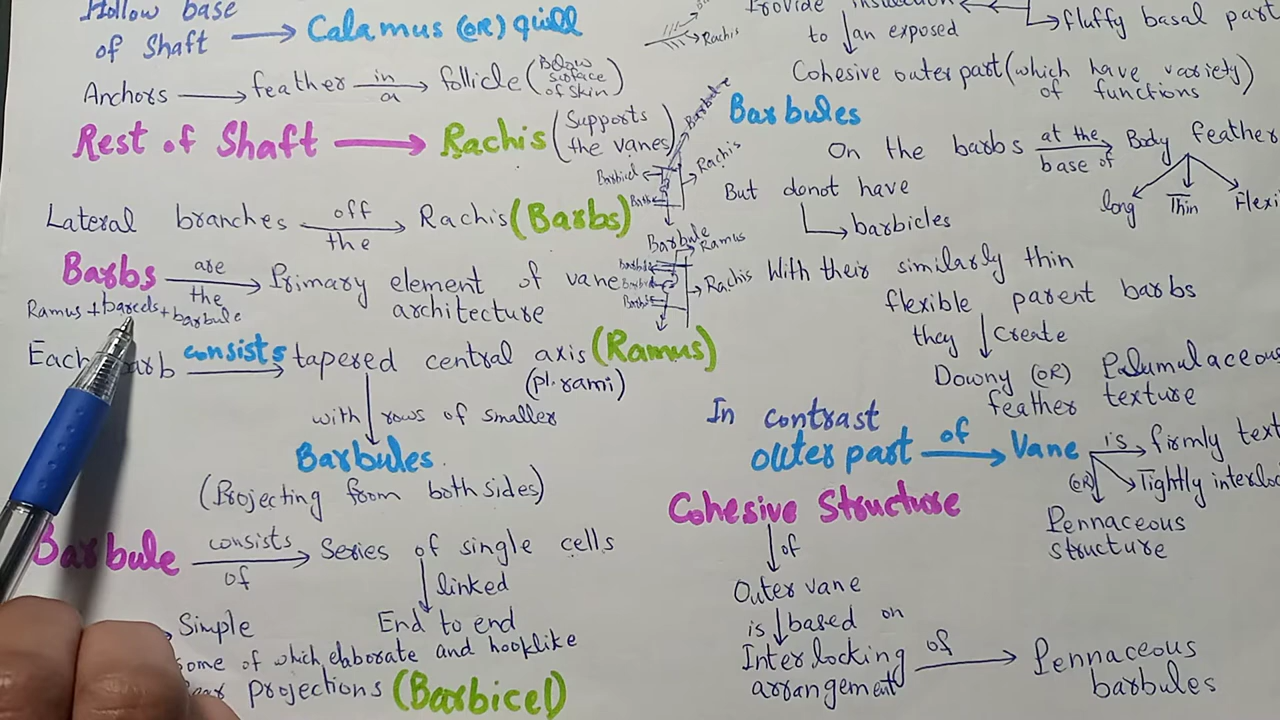 Hollow base
of Shaft → Calamus (OR) quill
Anchors → feather in a → follicle (Below surface of skin)
Rest of Shaft → Rachis (Supports the vanes)
Lateral branches off the → Rachis (Barbs)
Barbs are the → Primary element of vane
architecture
Ramus + barcels + barbule
Each barb consists → tapered central axis (Ramus)
(pl. rami)
with rows of smaller
Barbules
(Projecting from both sides)
Barbule consists of → Series of single cells
linked
End to end
Simple
some of which, elaborate and hooklike
projections (Barbicel)
Rachis
Barbule
Rachis
Barbicel
Barbule
Ramus
Rachis
Provide
to an exposed
fluffy basal part
Cohesive outer part (which have variety of functions)
Barbules
On the barbs at the base of → Body feather
long Thin
But donot have
barbicles
With their similarly thin
flexible parent barbs
they create
Downy (OR) Palumulaceous
feather texture
In contrast
outer part of → Vane is → firmly
(OR) Tightly
Pennaceous
structure
Cohesive Structure
of
Outer vane
is based on
Interlocking of → Pennaceous
arrangement barbules